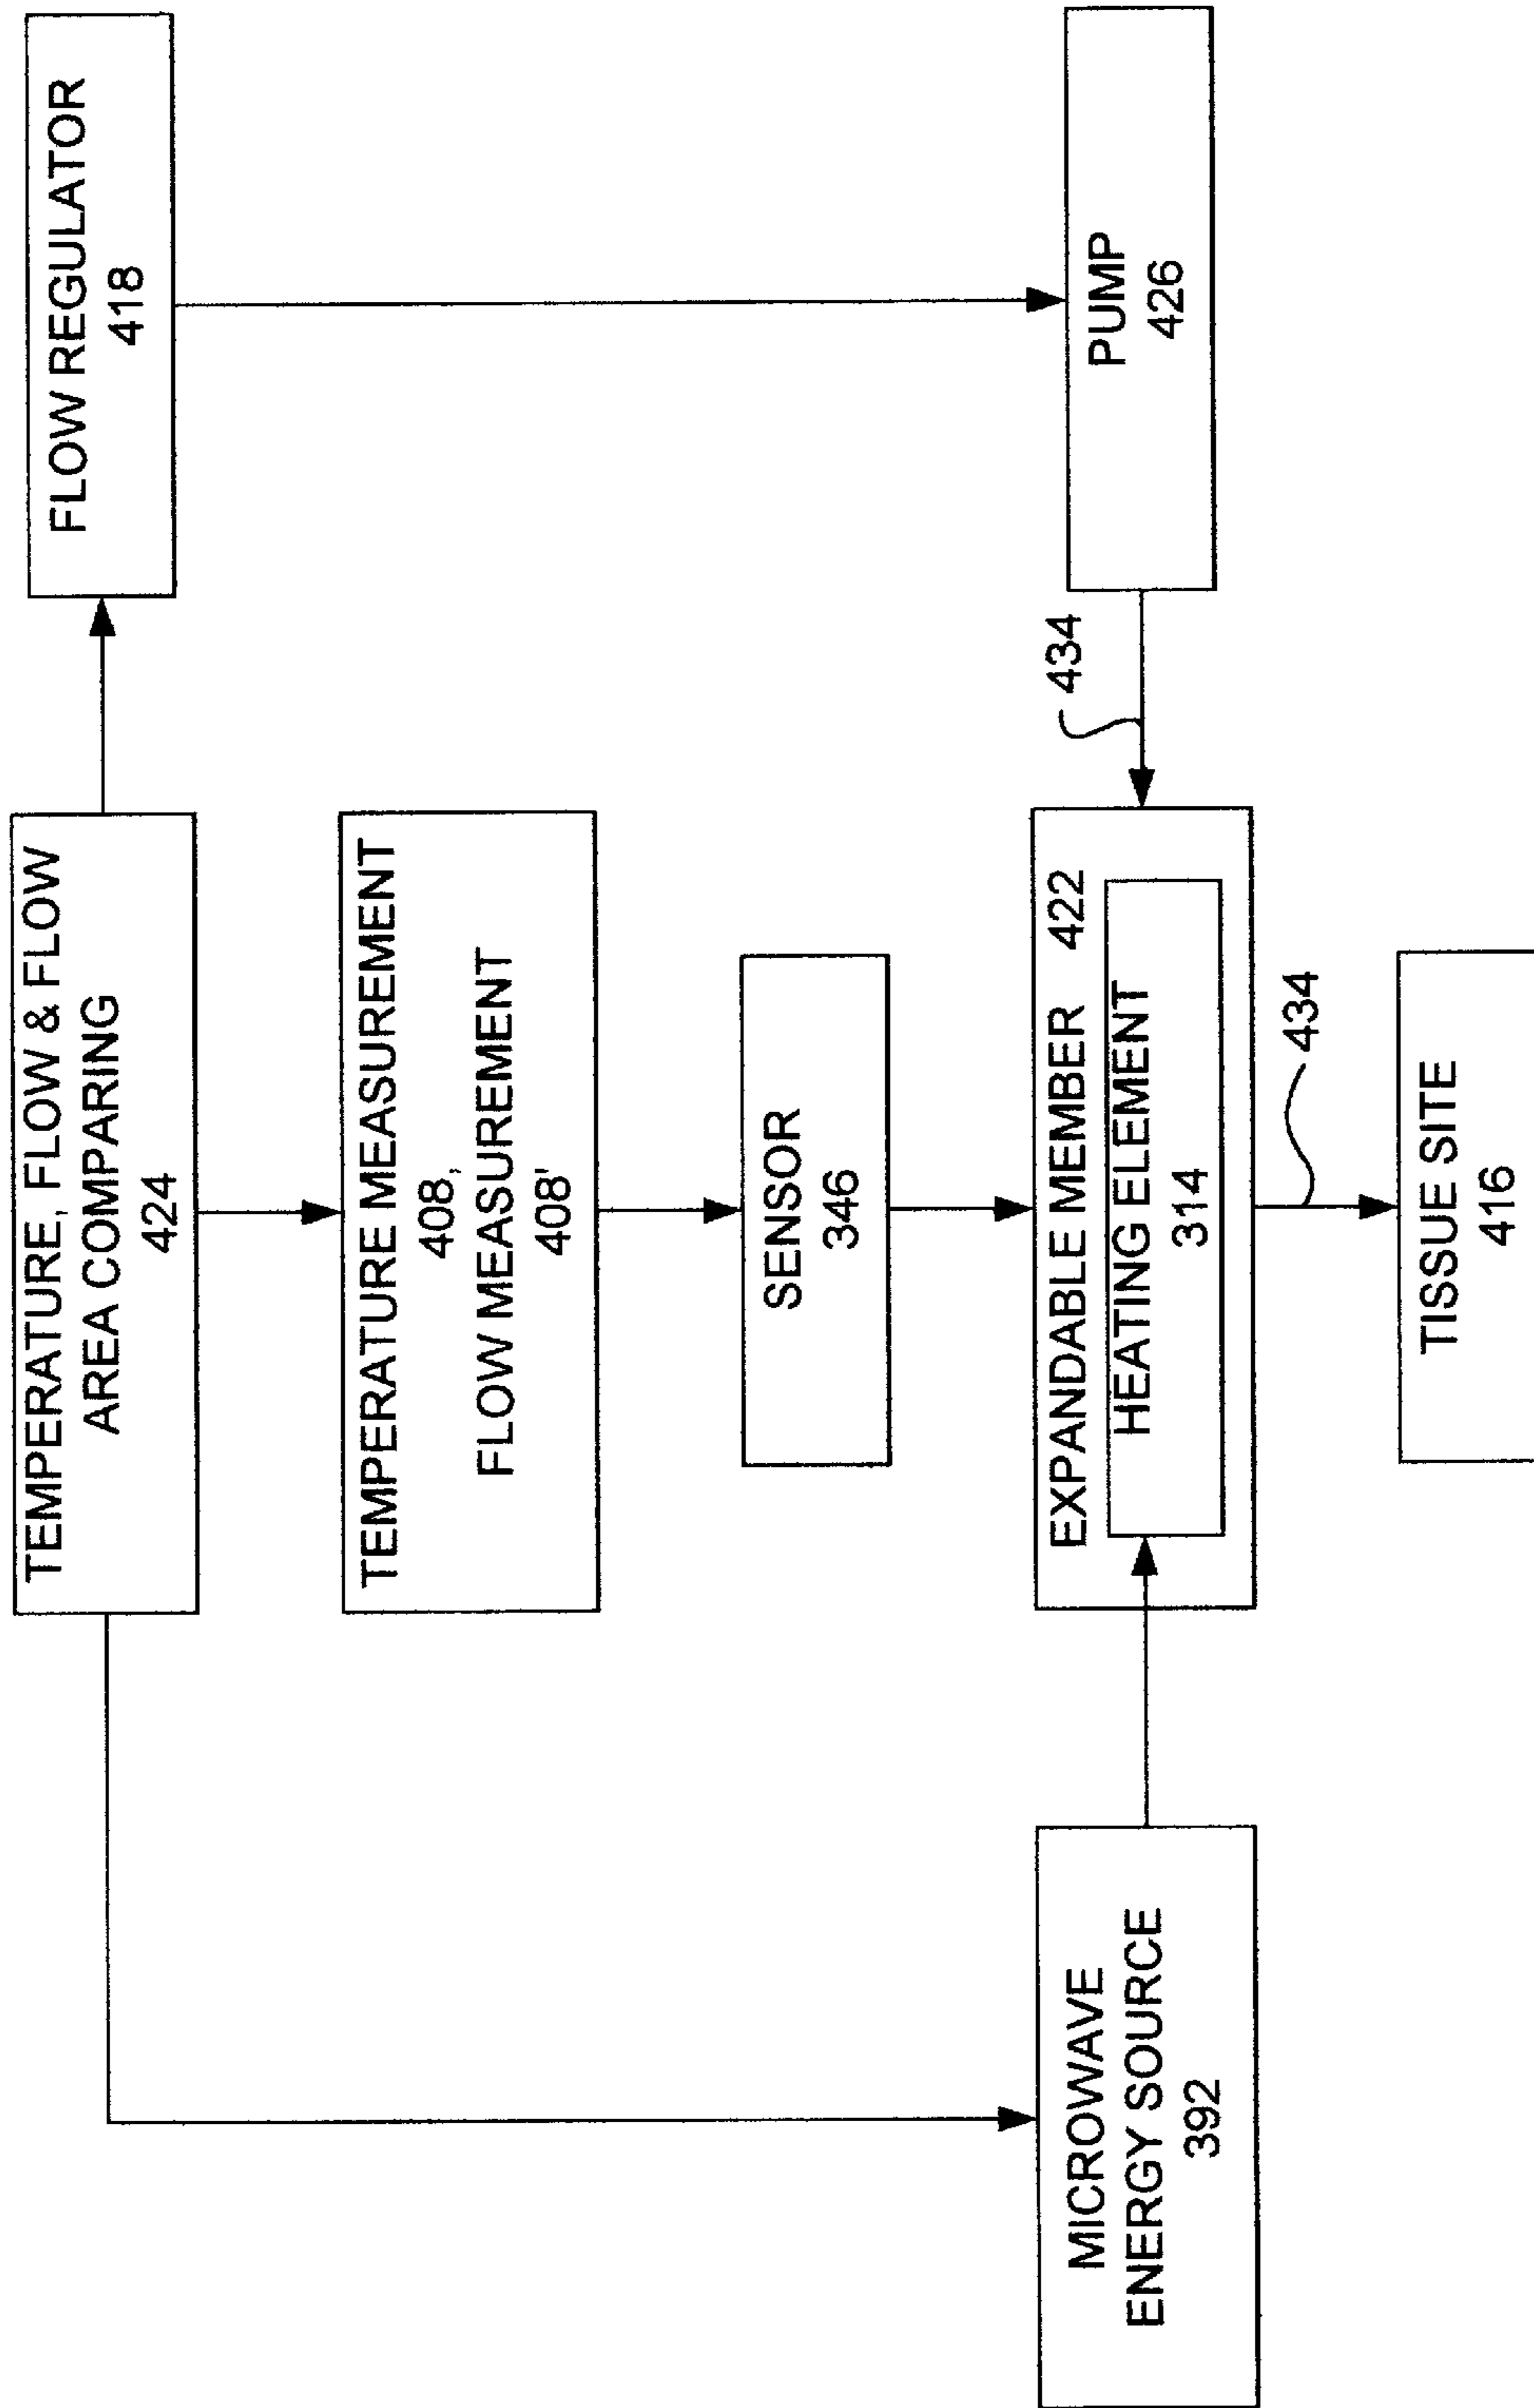 TEMPERATURE, FLOW & FLOW
AREA COMPARING
424
FLOW REGULATOR
418
TEMPERATURE MEASUREMENT
408,
FLOW MEASUREMENT
408'
SENSOR
346
MICROWAVE
ENERGY SOURCE
392
EXPANDABLE MEMBER 422
HEATING ELEMENT
314
434
PUMP
426
434
TISSUE SITE
416